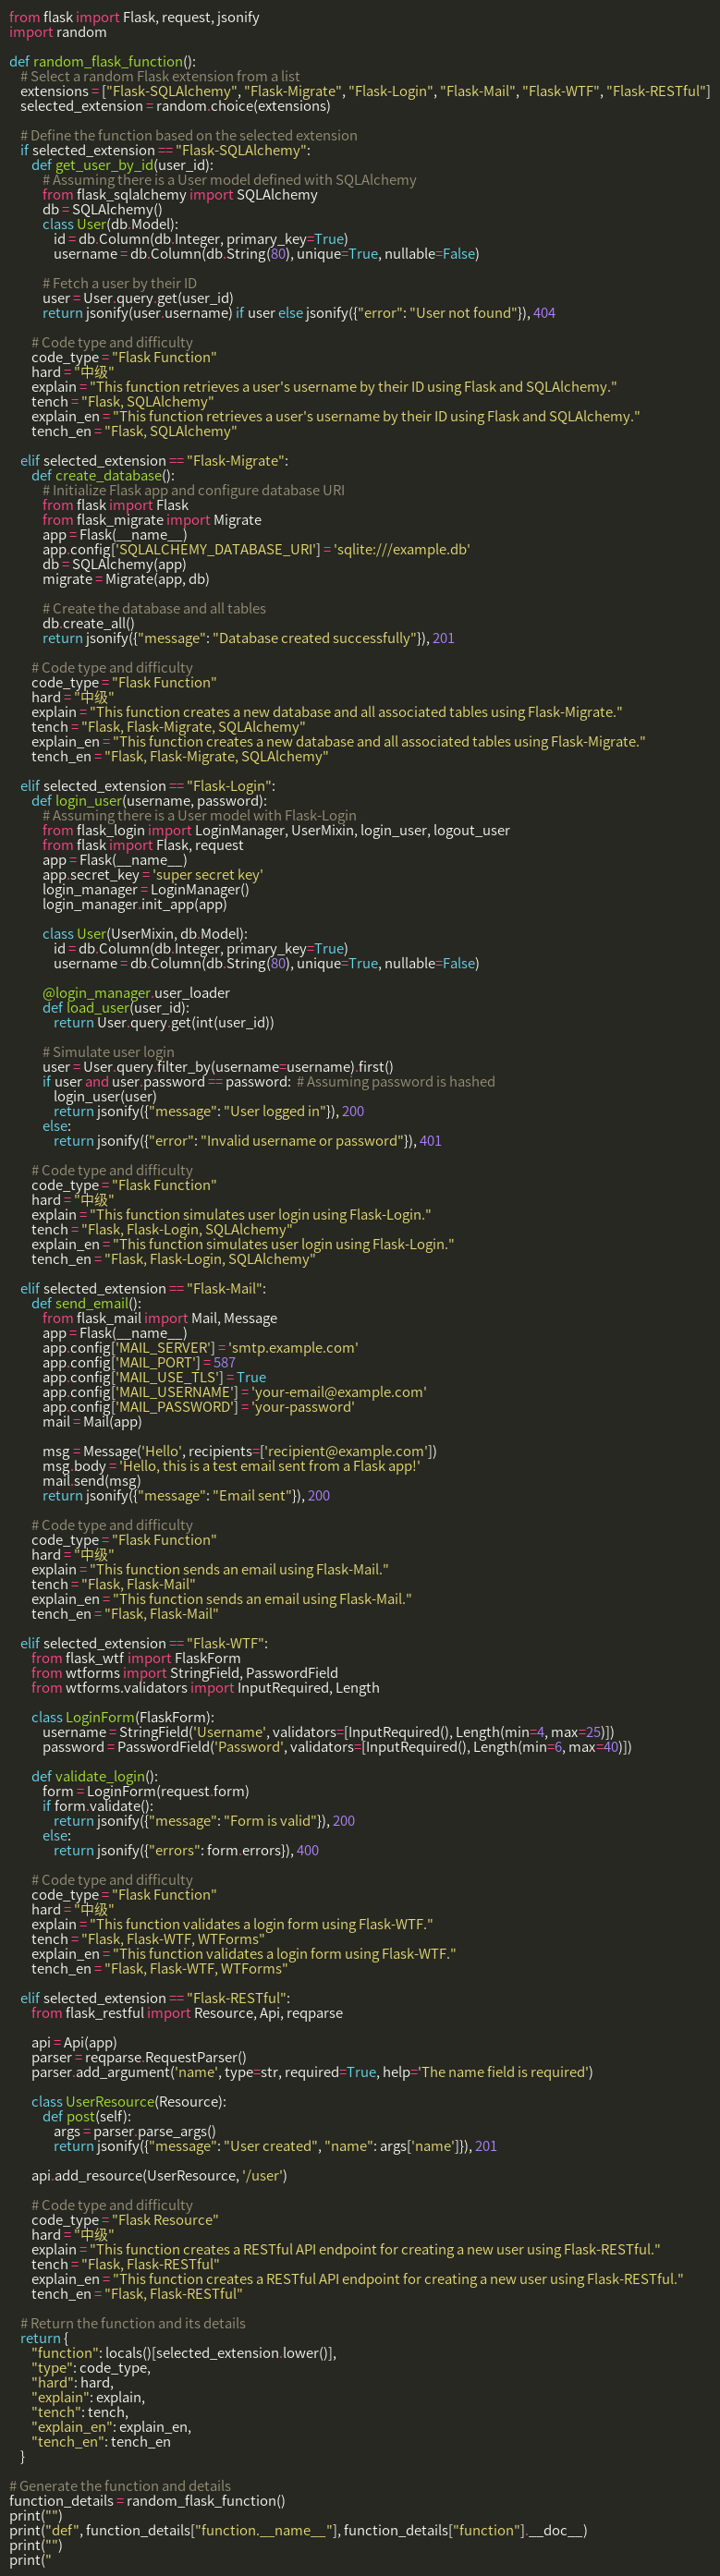 from flask import Flask, request, jsonify
import random
def random_flask_function():
# Select a random Flask extension from a list
extensions = ["Flask-SQLAlchemy", "Flask-Migrate", "Flask-Login", "Flask-Mail", "Flask-WTF", "Flask-RESTful"]
selected_extension = random.choice(extensions)
# Define the function based on the selected extension
if selected_extension == "Flask-SQLAlchemy":
def get_user_by_id(user_id):
# Assuming there is a User model defined with SQLAlchemy
from flask_sqlalchemy import SQLAlchemy
db = SQLAlchemy()
class User(db.Model):
id = db.Column(db.Integer, primary_key=True)
username = db.Column(db.String(80), unique=True, nullable=False)
# Fetch a user by their ID
user = User.query.get(user_id)
return jsonify(user.username) if user else jsonify({"error": "User not found"}), 404
# Code type and difficulty
code_type = "Flask Function"
hard = "中级"
explain = "This function retrieves a user's username by their ID using Flask and SQLAlchemy."
tench = "Flask, SQLAlchemy"
explain_en = "This function retrieves a user's username by their ID using Flask and SQLAlchemy."
tench_en = "Flask, SQLAlchemy"
elif selected_extension == "Flask-Migrate":
def create_database():
# Initialize Flask app and configure database URI
from flask import Flask
from flask_migrate import Migrate
app = Flask(__name__)
app.config['SQLALCHEMY_DATABASE_URI'] = 'sqlite:///example.db'
db = SQLAlchemy(app)
migrate = Migrate(app, db)
# Create the database and all tables
db.create_all()
return jsonify({"message": "Database created successfully"}), 201
# Code type and difficulty
code_type = "Flask Function"
hard = "中级"
explain = "This function creates a new database and all associated tables using Flask-Migrate."
tench = "Flask, Flask-Migrate, SQLAlchemy"
explain_en = "This function creates a new database and all associated tables using Flask-Migrate."
tench_en = "Flask, Flask-Migrate, SQLAlchemy"
elif selected_extension == "Flask-Login":
def login_user(username, password):
# Assuming there is a User model with Flask-Login
from flask_login import LoginManager, UserMixin, login_user, logout_user
from flask import Flask, request
app = Flask(__name__)
app.secret_key = 'super secret key'
login_manager = LoginManager()
login_manager.init_app(app)
class User(UserMixin, db.Model):
id = db.Column(db.Integer, primary_key=True)
username = db.Column(db.String(80), unique=True, nullable=False)
@login_manager.user_loader
def load_user(user_id):
return User.query.get(int(user_id))
# Simulate user login
user = User.query.filter_by(username=username).first()
if user and user.password == password:  # Assuming password is hashed
login_user(user)
return jsonify({"message": "User logged in"}), 200
else:
return jsonify({"error": "Invalid username or password"}), 401
# Code type and difficulty
code_type = "Flask Function"
hard = "中级"
explain = "This function simulates user login using Flask-Login."
tench = "Flask, Flask-Login, SQLAlchemy"
explain_en = "This function simulates user login using Flask-Login."
tench_en = "Flask, Flask-Login, SQLAlchemy"
elif selected_extension == "Flask-Mail":
def send_email():
from flask_mail import Mail, Message
app = Flask(__name__)
app.config['MAIL_SERVER'] = 'smtp.example.com'
app.config['MAIL_PORT'] = 587
app.config['MAIL_USE_TLS'] = True
app.config['MAIL_USERNAME'] = 'your-email@example.com'
app.config['MAIL_PASSWORD'] = 'your-password'
mail = Mail(app)
msg = Message('Hello', recipients=['recipient@example.com'])
msg.body = 'Hello, this is a test email sent from a Flask app!'
mail.send(msg)
return jsonify({"message": "Email sent"}), 200
# Code type and difficulty
code_type = "Flask Function"
hard = "中级"
explain = "This function sends an email using Flask-Mail."
tench = "Flask, Flask-Mail"
explain_en = "This function sends an email using Flask-Mail."
tench_en = "Flask, Flask-Mail"
elif selected_extension == "Flask-WTF":
from flask_wtf import FlaskForm
from wtforms import StringField, PasswordField
from wtforms.validators import InputRequired, Length
class LoginForm(FlaskForm):
username = StringField('Username', validators=[InputRequired(), Length(min=4, max=25)])
password = PasswordField('Password', validators=[InputRequired(), Length(min=6, max=40)])
def validate_login():
form = LoginForm(request.form)
if form.validate():
return jsonify({"message": "Form is valid"}), 200
else:
return jsonify({"errors": form.errors}), 400
# Code type and difficulty
code_type = "Flask Function"
hard = "中级"
explain = "This function validates a login form using Flask-WTF."
tench = "Flask, Flask-WTF, WTForms"
explain_en = "This function validates a login form using Flask-WTF."
tench_en = "Flask, Flask-WTF, WTForms"
elif selected_extension == "Flask-RESTful":
from flask_restful import Resource, Api, reqparse
api = Api(app)
parser = reqparse.RequestParser()
parser.add_argument('name', type=str, required=True, help='The name field is required')
class UserResource(Resource):
def post(self):
args = parser.parse_args()
return jsonify({"message": "User created", "name": args['name']}), 201
api.add_resource(UserResource, '/user')
# Code type and difficulty
code_type = "Flask Resource"
hard = "中级"
explain = "This function creates a RESTful API endpoint for creating a new user using Flask-RESTful."
tench = "Flask, Flask-RESTful"
explain_en = "This function creates a RESTful API endpoint for creating a new user using Flask-RESTful."
tench_en = "Flask, Flask-RESTful"
# Return the function and its details
return {
"function": locals()[selected_extension.lower()],
"type": code_type,
"hard": hard,
"explain": explain,
"tench": tench,
"explain_en": explain_en,
"tench_en": tench_en
}
# Generate the function and details
function_details = random_flask_function()
print("")
print("def", function_details["function.__name__"], function_details["function"].__doc__)
print("")
print("